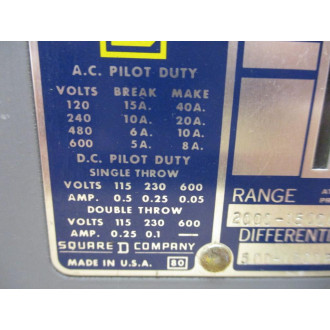 A.C. PILOT DUTY
VOLTS BREAK MAKE
120 15A. 40A.
240 10A. 20A.
480 6A. 10A.
600 5A. 8A.
D.C. PILOT DUTY
SINGLE THROW
VOLTS 115 230 600
AMP. 0.5 0.25 0.05
DOUBLE THROW
VOLTS 115 230 600
AMP. 0.25 0.1 —
SQUARE D COMPANY
MADE IN U.S.A. 80
RANGE
DIFFERENTI